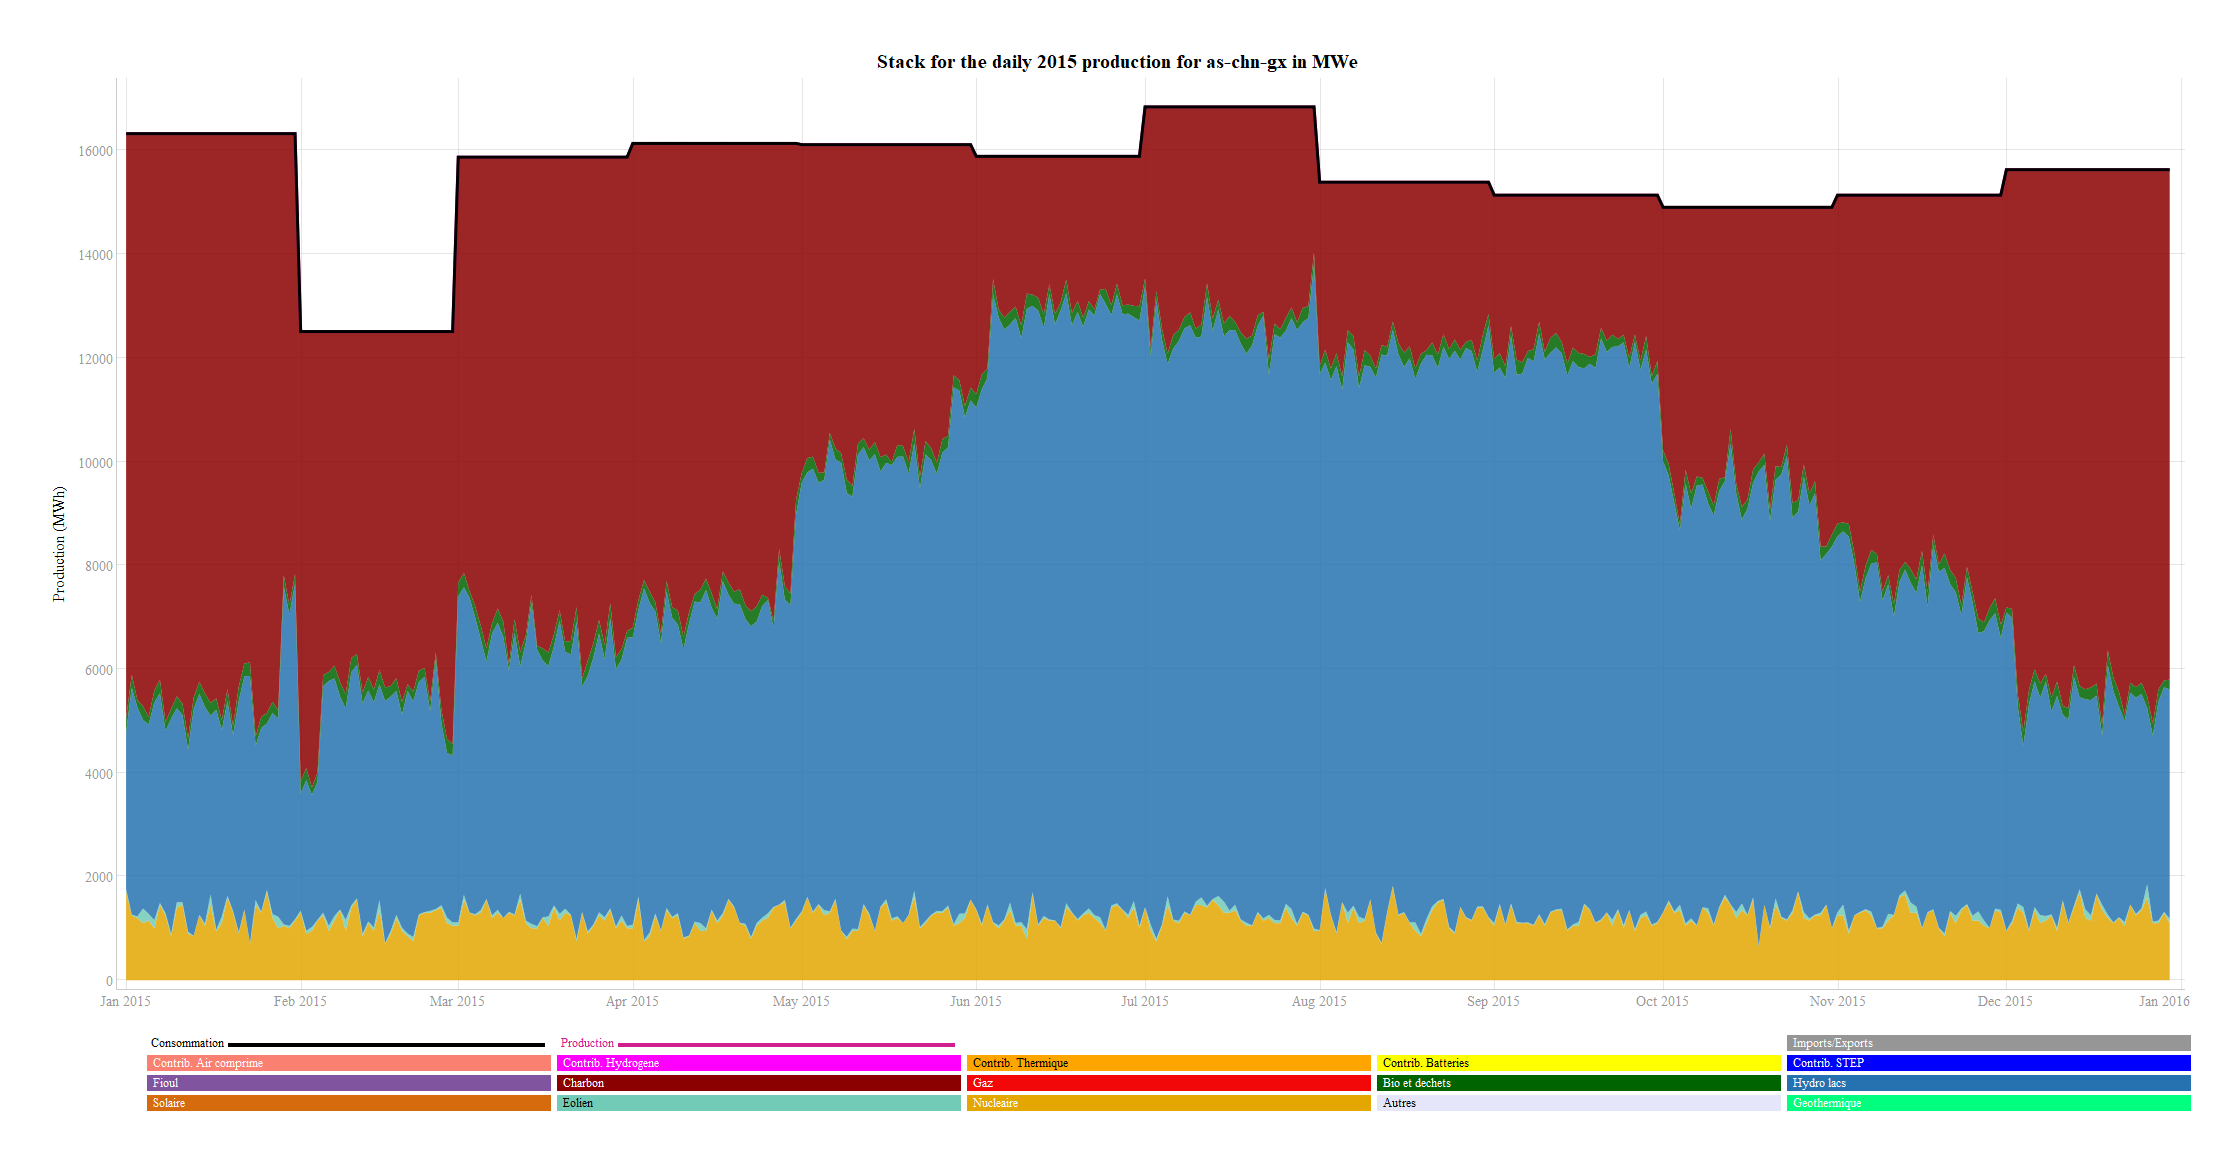 Stack for the daily 2015 production for as-chn-gx in MWe
Production (MWh)
16000
14000
12000
10000
8000
6000
4000
2000
0
Jan 2015 Feb 2015 Mar 2015 Apr 2015 May 2015 Jun 2015 Jul 2015 Aug 2015 Sep 2015 Oct 2015 Nov 2015 Dec 2015 Jan 2016
Consommation Production Imports/Exports
Contrib. Air comprime Contrib. Hydrogene Contrib. Thermique Contrib. Batteries Contrib. STEP
Fioul Charbon Gaz Bio et dechets Hydro lacs
Solaire Eolien Nucleaire Autres Geothermique